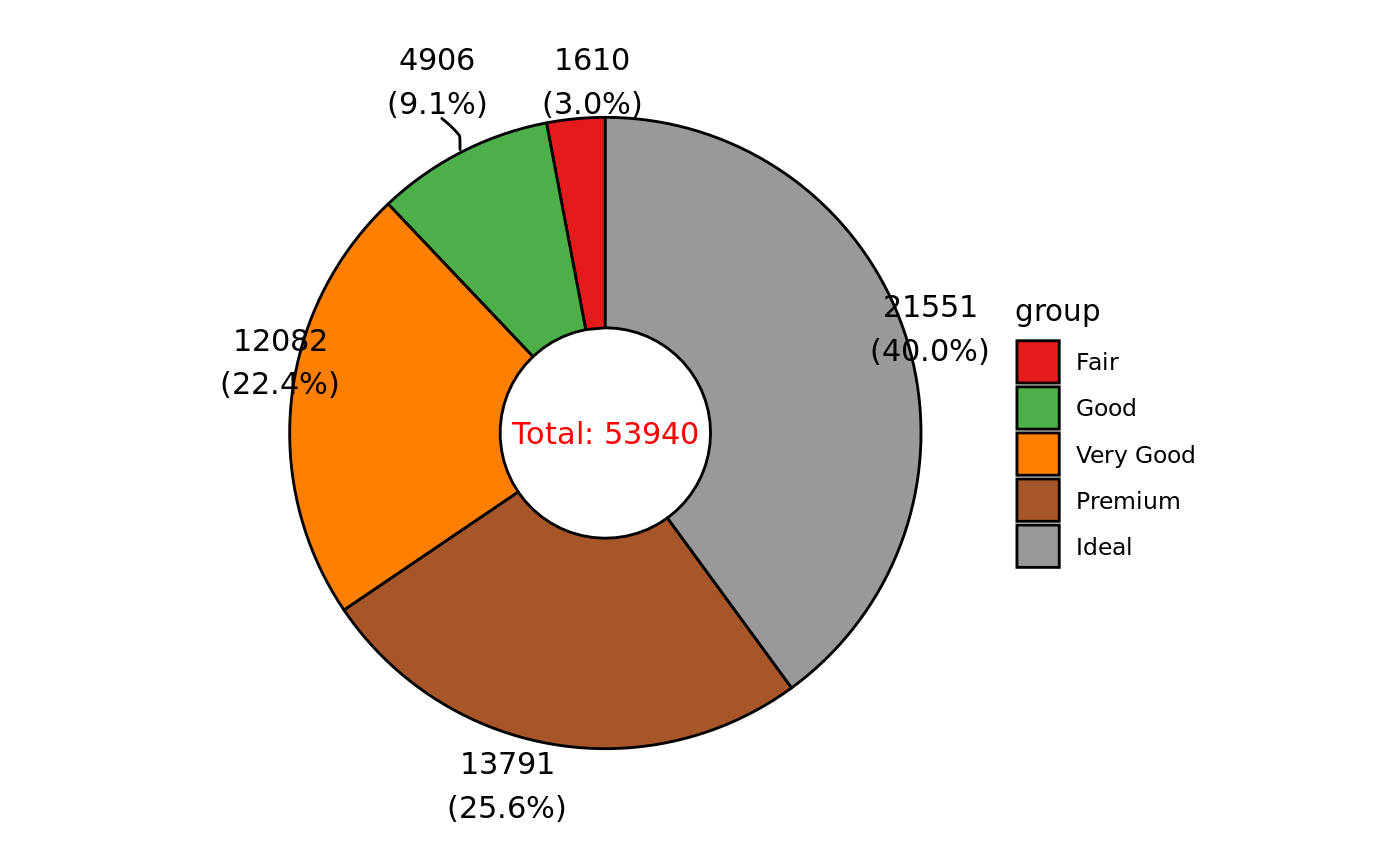 4906
(9.1%)
1610
(3.0%)
21551
(40.0%)
12082
(22.4%)
Total: 53940
13791
(25.6%)
group
Fair
Good
Very Good
Premium
Ideal